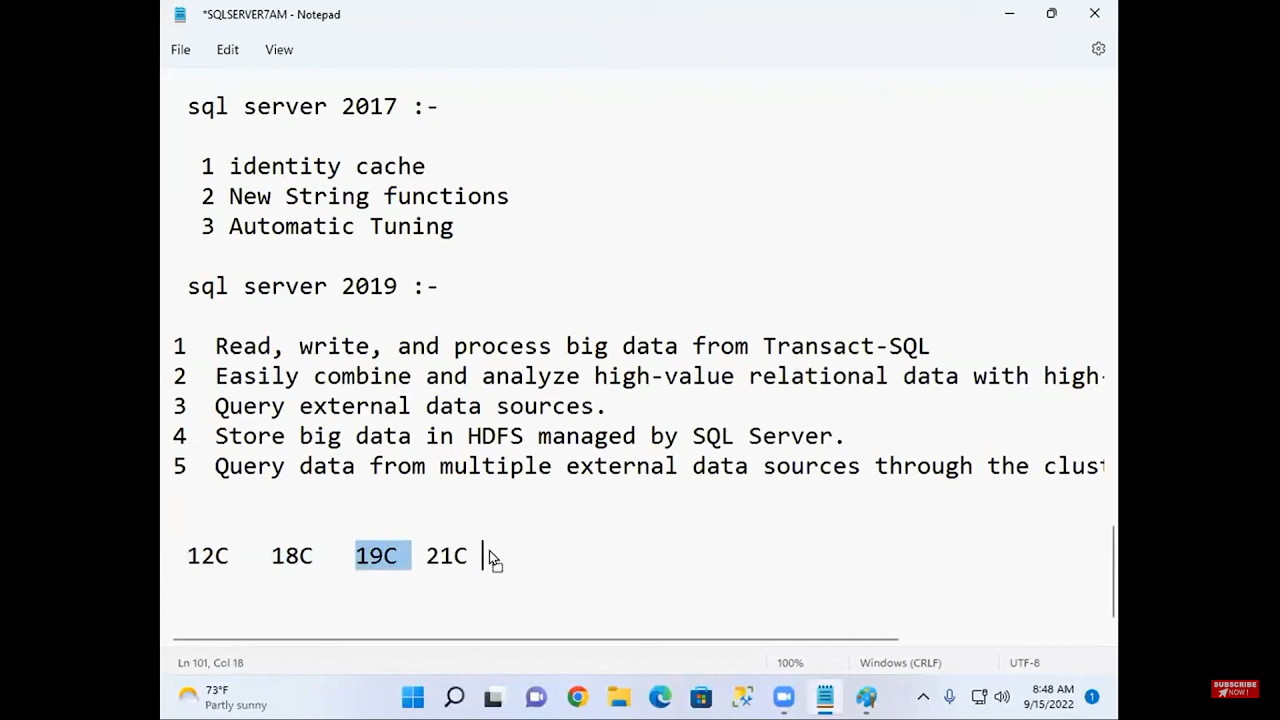 *SQLSERVER7AM - Notepad
File Edit View
sql server 2017 :-
1 identity cache
2 New String functions
3 Automatic Tuning
sql server 2019 :-
1 Read, write, and process big data from Transact-SQL
2 Easily combine and analyze high-value relational data with high-
3 Query external data sources.
4 Store big data in HDFS managed by SQL Server.
5 Query data from multiple external data sources through the clust
12C 18C 19C 21C
Ln 101, Col 18 100% Windows (CRLF) UTF-8
73°F
Partly sunny
8:48 AM
9/15/2022
1
SUBSCRIBE
NOW!